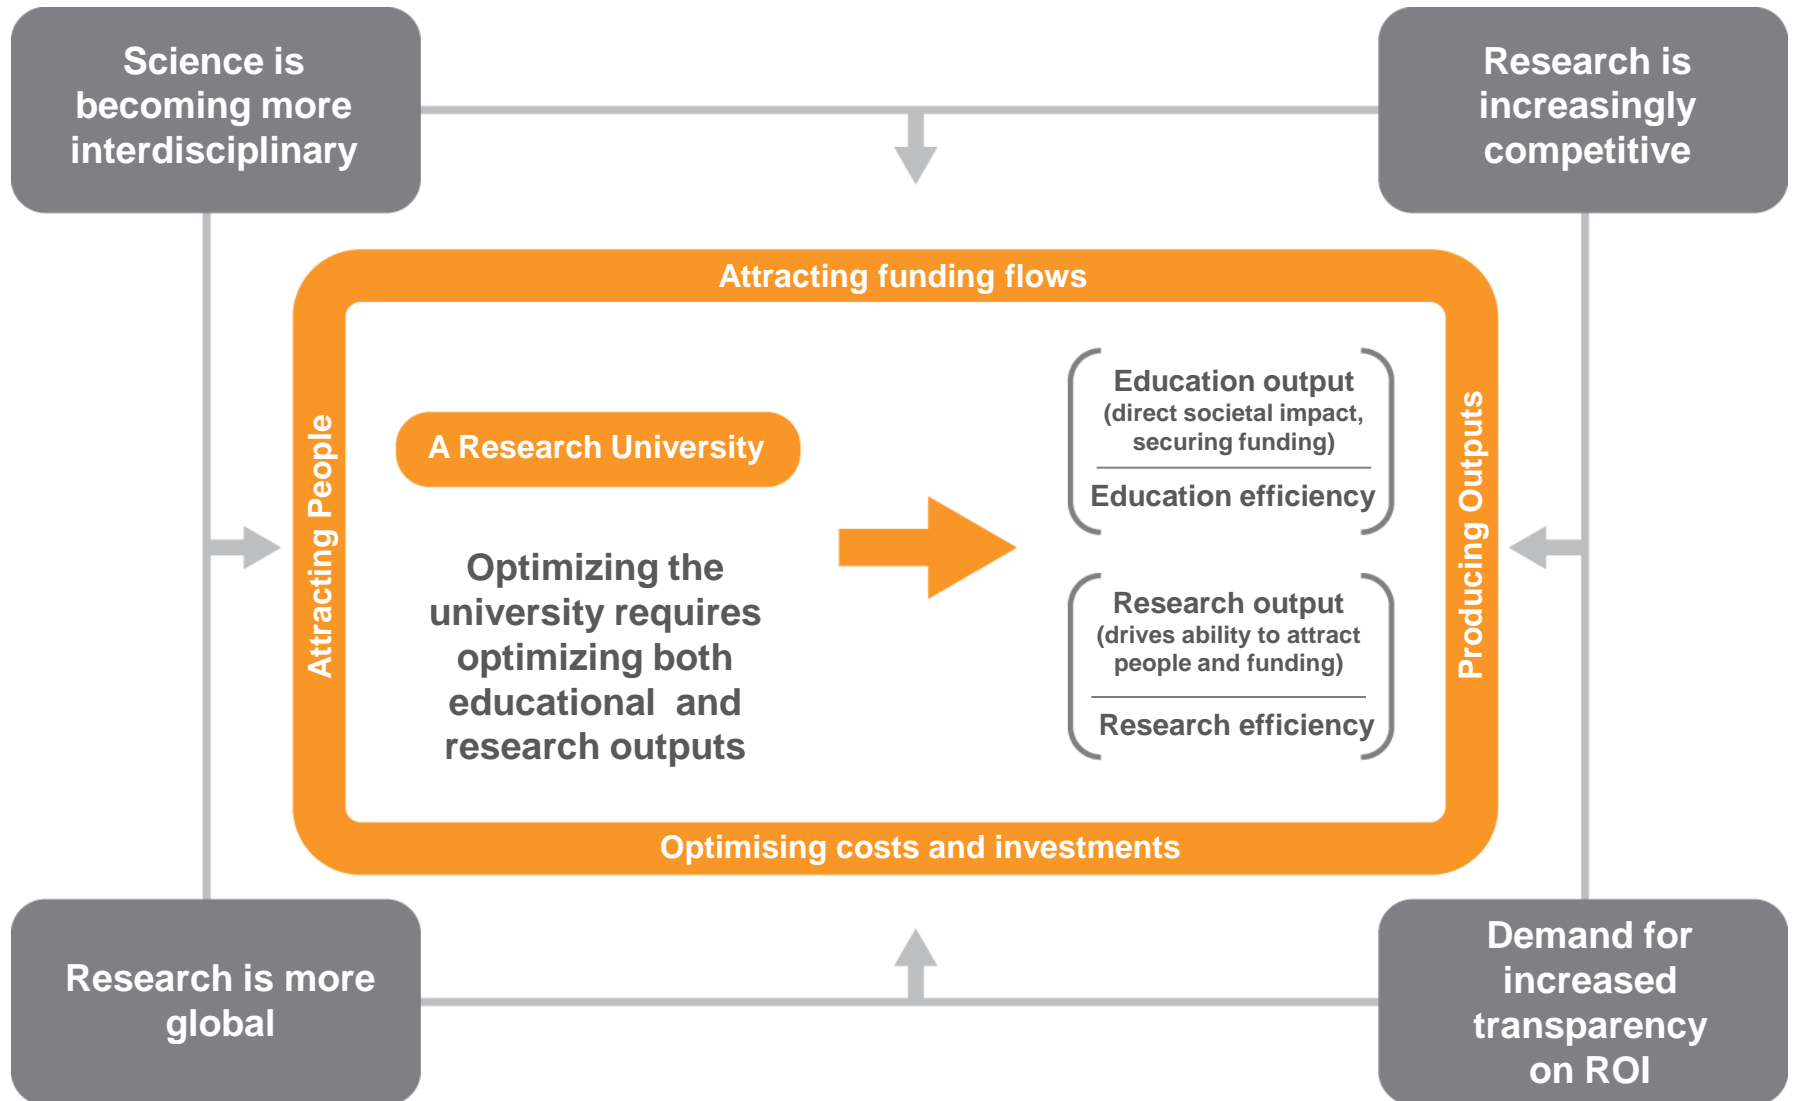 Science is
becoming more
interdisciplinary
Research is
increasingly
competitive
Attracting funding flows
Attracting People
A Research University
Optimizing the
university requires
optimizing both
educational  and
research outputs
Education output
(direct societal impact,
securing funding)
Education efficiency
Research output
(drives ability to attract
people and funding)
Research efficiency
Producing Outputs
Optimising costs and investments
Research is more
global
Demand for
increased
transparency
on ROI